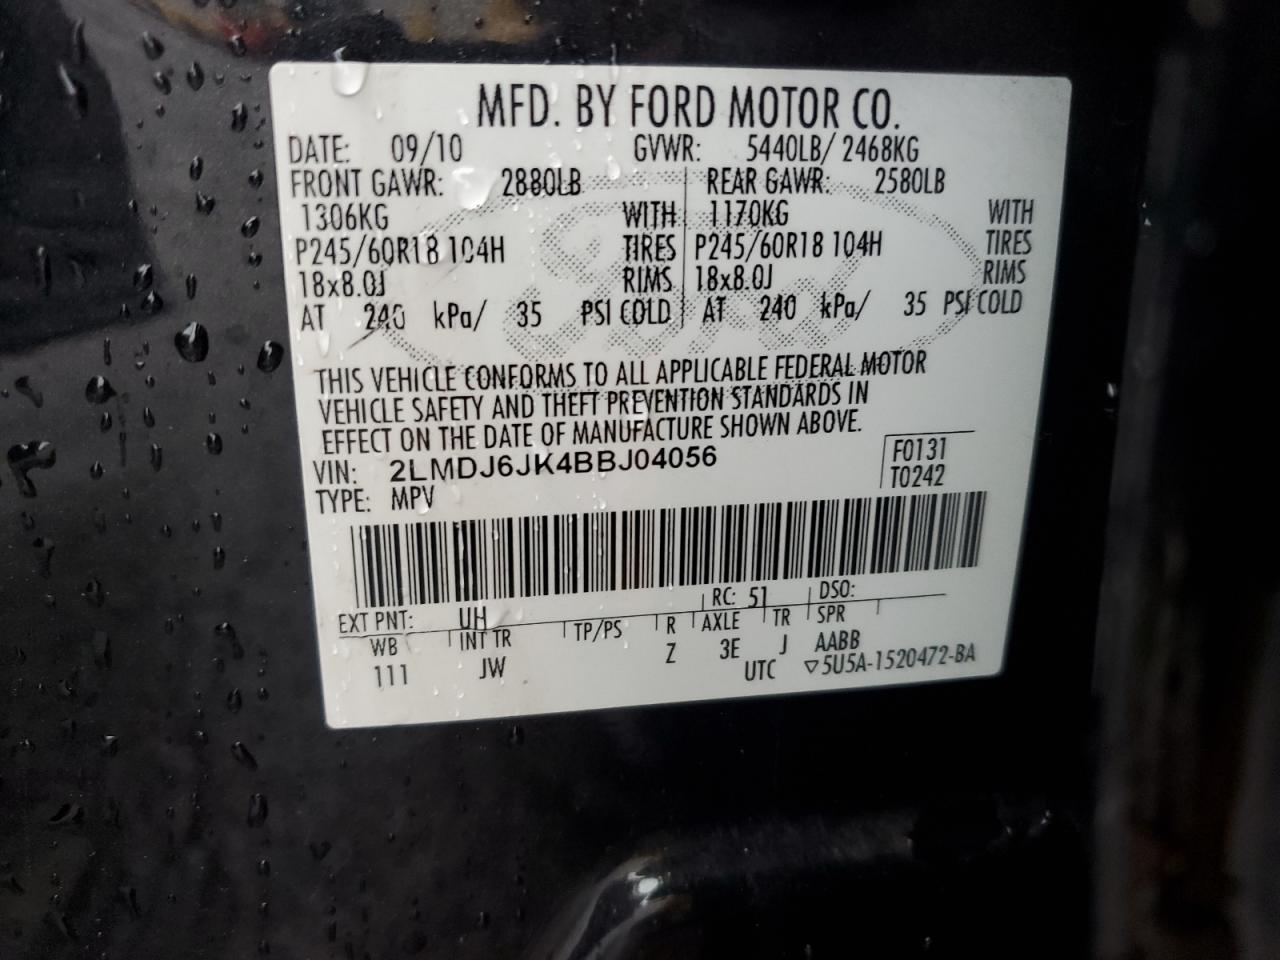 MFD. BY FORD MOTOR CO.
DATE: 09/10 GVWR: 5440LB/ 2468KG
FRONT GAWR: 2880LB REAR GAWR: 2580LB
1306KG WITH 1170KG WITH
P245/60R18 104H TIRES P245/60R18 104H TIRES
18x8.0J RIMS 18x8.0J RIMS
AT 240 kPa/ 35 PSI COLD AT 240 kPa/ 35 PSI COLD
THIS VEHICLE CONFORMS TO ALL APPLICABLE FEDERAL MOTOR
VEHICLE SAFETY AND THEFT PREVENTION STANDARDS IN
EFFECT ON THE DATE OF MANUFACTURE SHOWN ABOVE.
VIN: 2LMDJ6JK4BBJ04056 F0131
TYPE: MPV T0242
EXT PNT: UH RC: 51 DSO:
WB INT TR TP/PS R AXLE TR SPR
111 JW Z 3E J AABB
UTC ▽5U5A-1520472-BA